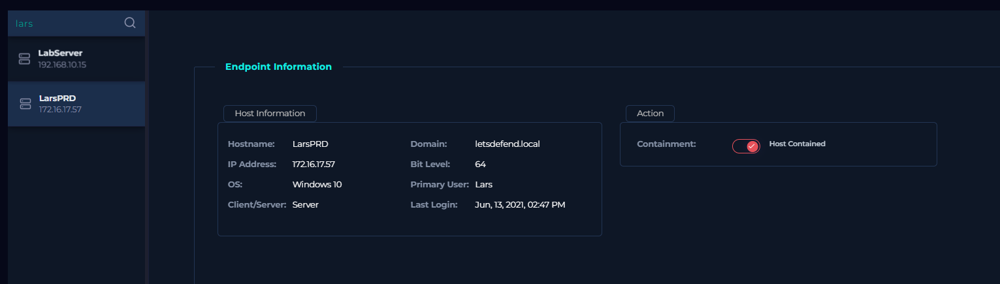 lars
LabServer
192.168.10.15
LarsPRD
172.16.17.57
Endpoint Information
Host Information
Hostname: LarsPRD Domain: letsdefend.local
IP Address: 172.16.17.57 Bit Level: 64
OS: Windows 10 Primary User: Lars
Client/Server: Server Last Login: Jun, 13, 2021, 02:47 PM
Action
Containment: Host Contained